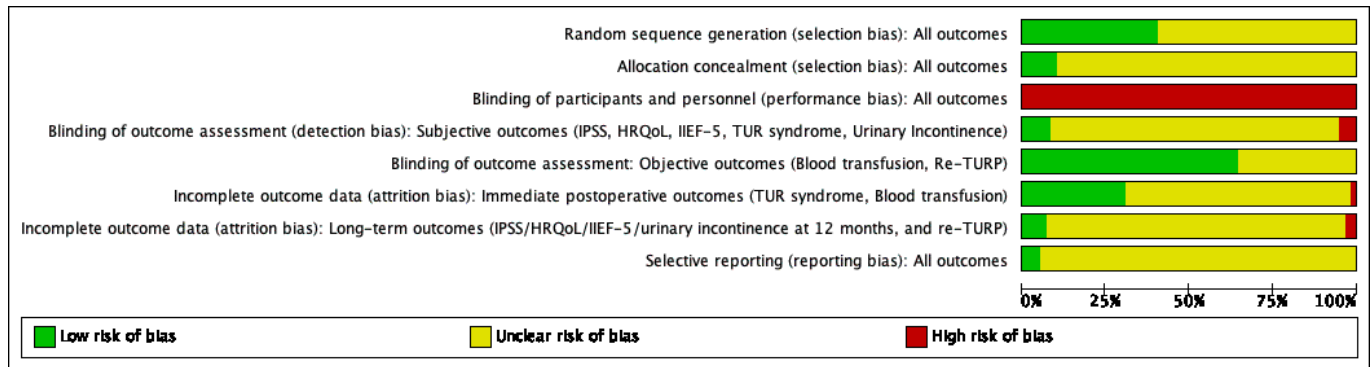 Random sequence generation (selection bias): All outcomes
Allocation concealment (selection bias): All outcomes
Blinding of participants and personnel (performance bias): All outcomes
Blinding of outcome assessment (detection bias): Subjective outcomes (IPSS, HRQoL, IIEF-5, TUR syndrome, Urinary Incontinence)
Blinding of outcome assessment: Objective outcomes (Blood transfusion, Re-TURP)
Incomplete outcome data (attrition bias): Immediate postoperative outcomes (TUR syndrome, Blood transfusion)
Incomplete outcome data (attrition bias): Long-term outcomes (IPSS/HRQoL/IIEF-5/urinary incontinence at 12 months, and re-TURP)
Selective reporting (reporting bias): All outcomes
0% 25% 50% 75% 100%
Low risk of bias Unclear risk of bias High risk of bias